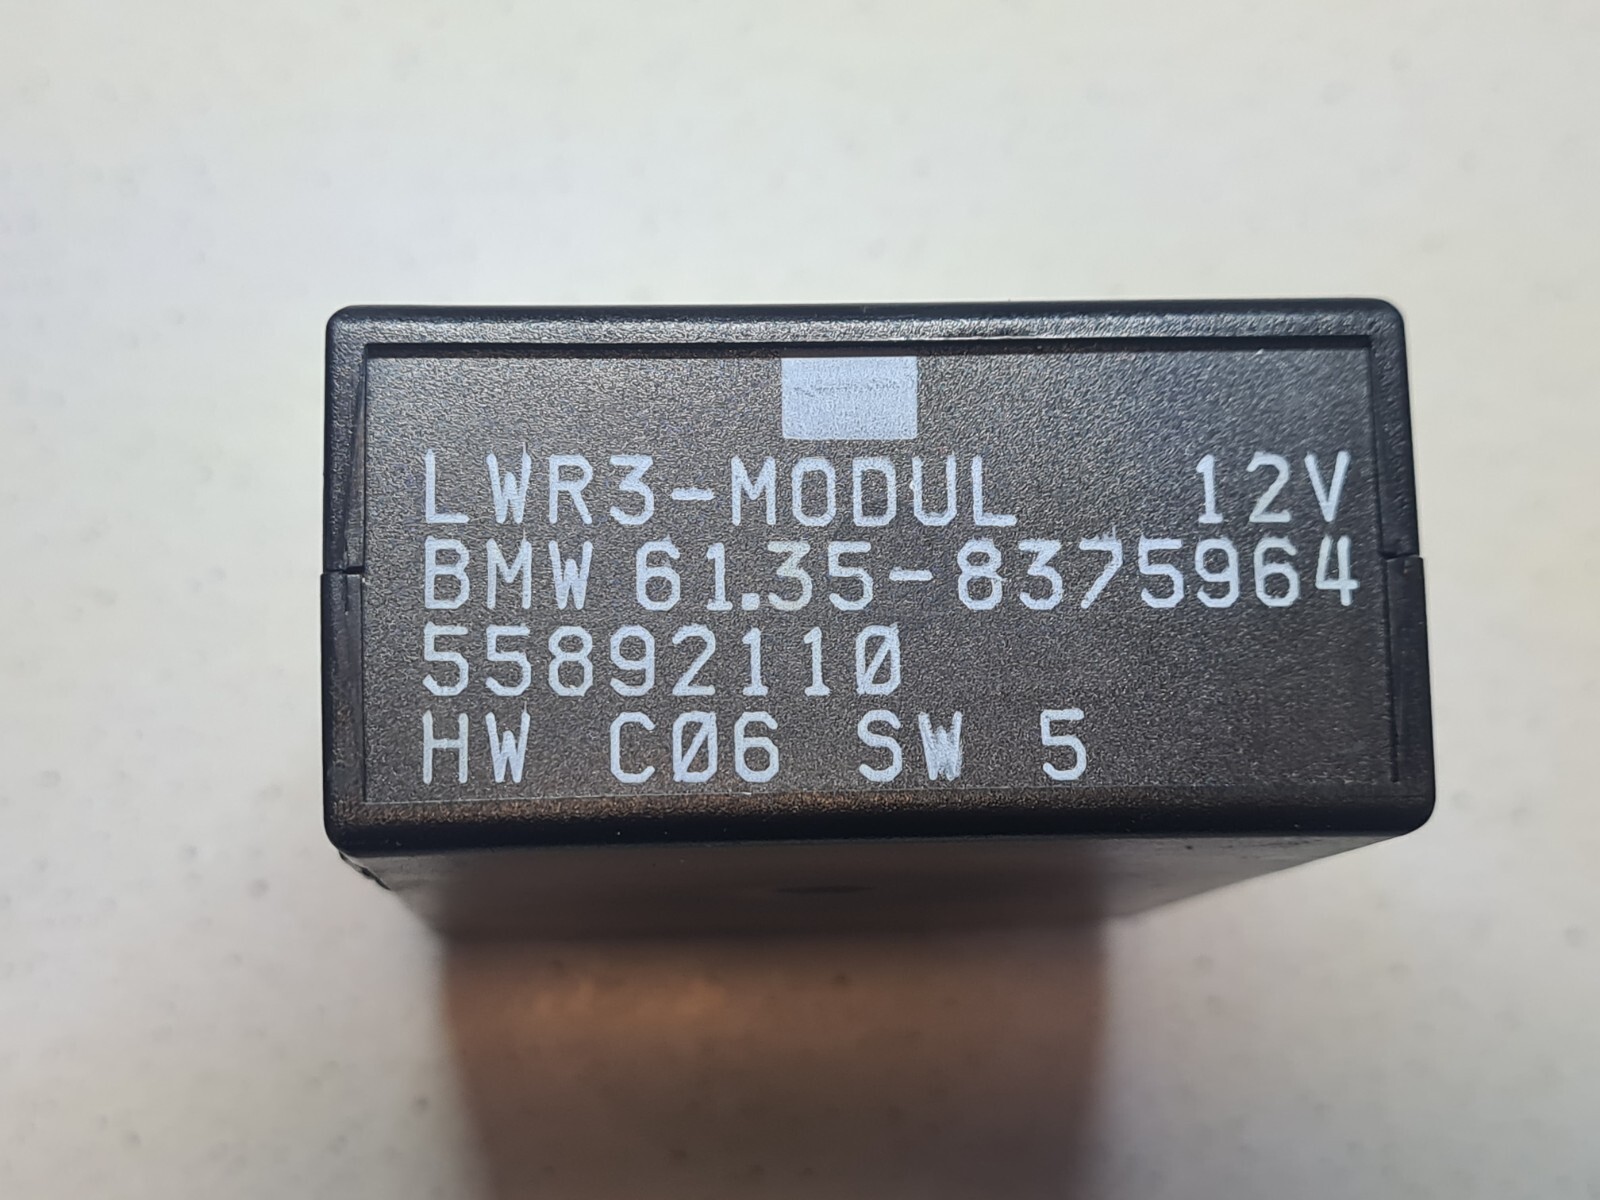 LWR3-MODUL 12V
BMW 61.35-8375964
55892110
HW C06 SW 5